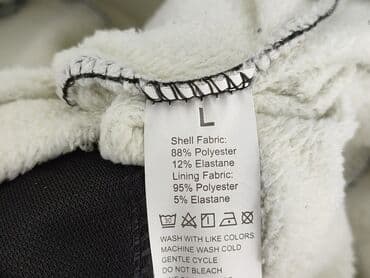 L
Shell Fabric:
88% Polyester
12% Elastane
Lining Fabric:
95% Polyester
5% Elastane
WASH WITH LIKE COLORS
MACHINE WASH COLD
GENTLE CYCLE
DO NOT BLEACH